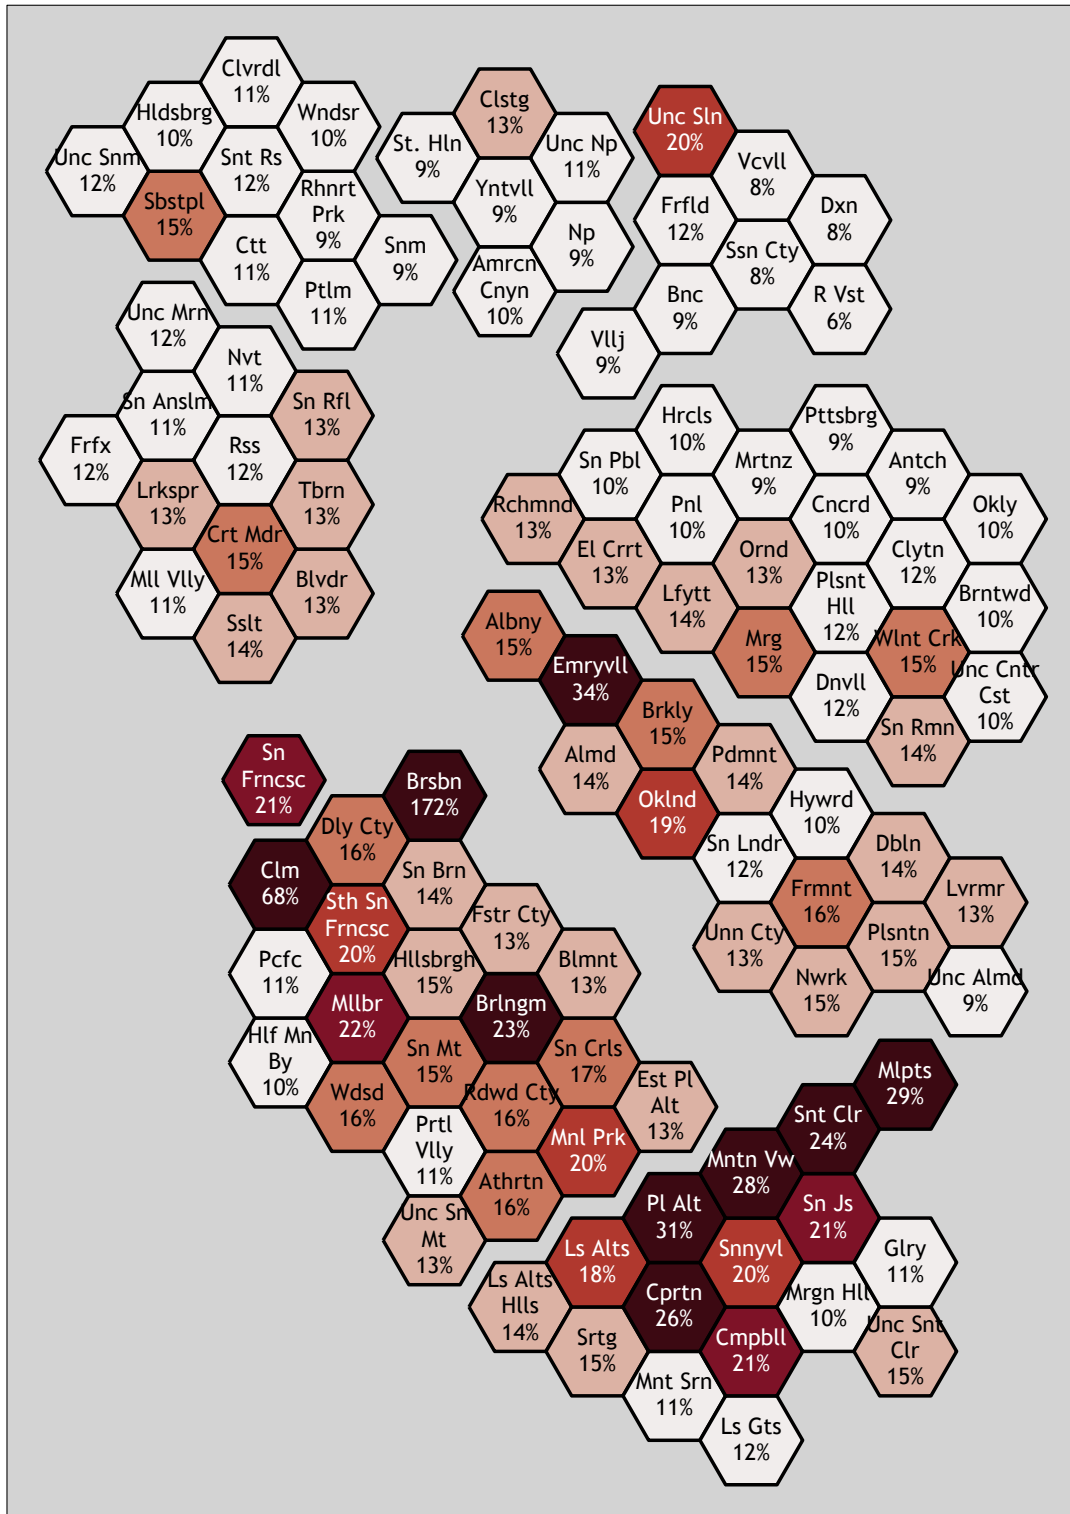 Clvrdl
11%
Hldsbrg
10%
Wndsr
10%
Unc Snm
12%
Snt Rs
12%
Sbstpl
15%
Rhnrt
Prk
9%
Ctt
11%
Snm
9%
Ptlm
11%
Clstg
13%
St. Hln
9%
Unc Np
11%
Yntvll
9%
Np
9%
Amrcn
Cnyn
10%
Unc Sln
20%
Vcvll
8%
Frfld
12%
Dxn
8%
Ssn Cty
8%
Bnc
9%
R Vst
6%
Vllj
9%
Unc Mrn
12%
Nvt
11%
Sn Anslm
11%
Sn Rfl
13%
Frfx
12%
Rss
12%
Lrkspr
13%
Tbrn
13%
Crt Mdr
15%
Mll Vlly
11%
Blvdr
13%
Sslt
14%
Hrcls
10%
Pttsbrg
9%
Sn Pbl
10%
Mrtnz
9%
Antch
9%
Rchmnd
13%
Pnl
10%
Cncrd
10%
Okly
10%
El Crrt
13%
Ornd
13%
Clytn
12%
Lfytt
14%
Plsnt
Hll
12%
Brntwd
10%
Mrg
15%
Wlnt Crk
15%
Dnvll
12%
Unc Cntr
Cst
10%
Sn Rmn
14%
Albny
15%
Emryvll
34%
Brkly
15%
Almd
14%
Pdmnt
14%
Oklnd
19%
Hywrd
10%
Sn Lndr
12%
Dbln
14%
Frmnt
16%
Lvrmr
13%
Unn Cty
13%
Plsntn
15%
Nwrk
15%
Unc Almd
9%
Sn
Frncsc
21%
Brsbn
172%
Dly Cty
16%
Clm
68%
Sn Brn
14%
Sth Sn
Frncsc
20%
Fstr Cty
13%
Pcfc
11%
Hllsbrgh
15%
Blmnt
13%
Mllbr
22%
Brlngm
23%
Hlf Mn
By
10%
Sn Mt
15%
Sn Crls
17%
Wdsd
16%
Rdwd Cty
16%
Est Pl
Alt
13%
Prtl
Vlly
11%
Mnl Prk
20%
Athrtn
16%
Unc Sn
Mt
13%
Mlpts
29%
Snt Clr
24%
Mntn Vw
28%
Pl Alt
31%
Sn Js
21%
Ls Alts
18%
Snnyvl
20%
Glry
11%
Ls Alts
Hlls
14%
Cprtn
26%
Mrgn Hll
10%
Srtg
15%
Cmpbll
21%
Unc Snt
Clr
15%
Mnt Srn
11%
Ls Gts
12%